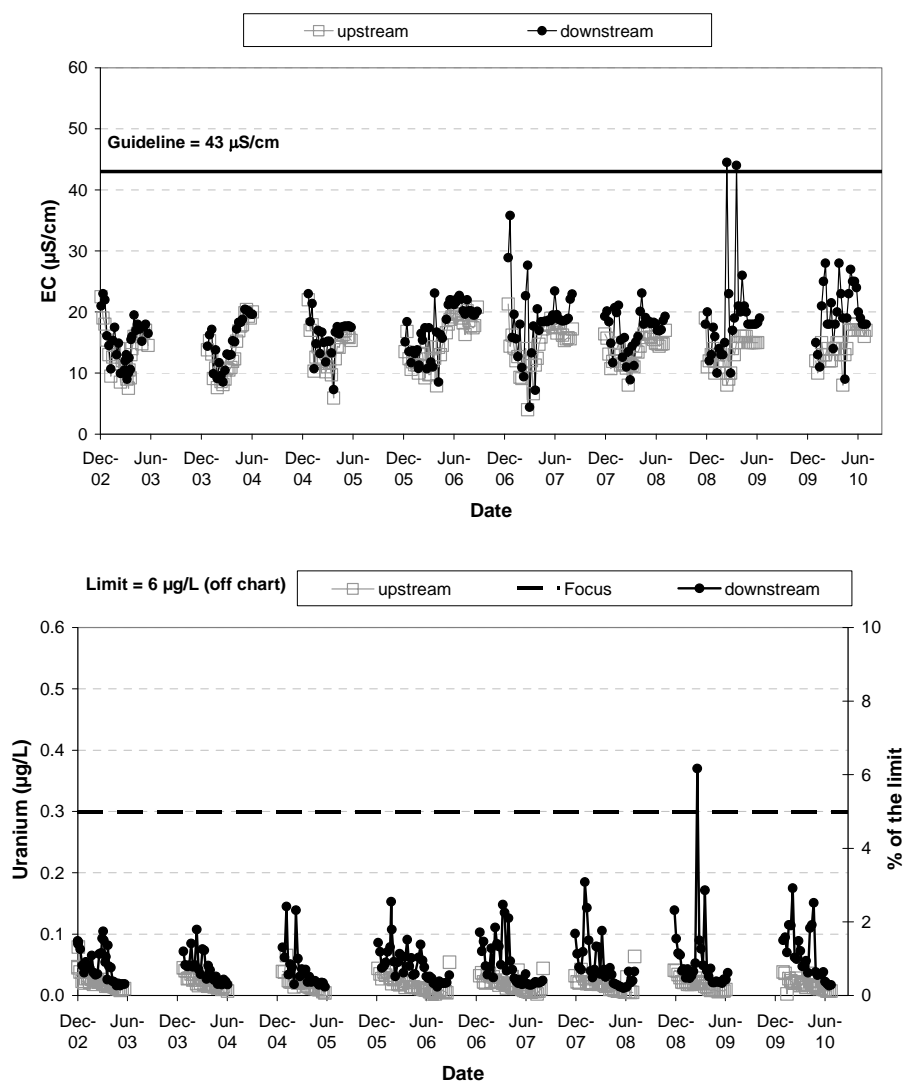 upstream downstream
60
Guideline = 43 µS/cm
50
40
30
20
10
0
EC (µS/cm)
Dec- Jun- Dec- Jun- Dec- Jun- Dec- Jun- Dec- Jun- Dec- Jun- Dec- Jun- Dec- Jun-
02 03 03 04 04 05 05 06 06 07 07 08 08 09 09 10
Date
Limit = 6 µg/L (off chart) upstream Focus downstream
0.6 10
0.5 8
0.4 6
0.3
0.2 4
0.1 2
0.0 0
Uranium (µg/L)
% of the limit
Dec- Jun- Dec- Jun- Dec- Jun- Dec- Jun- Dec- Jun- Dec- Jun- Dec- Jun- Dec- Jun-
02 03 03 04 04 05 05 06 06 07 07 08 08 09 09 10
Date